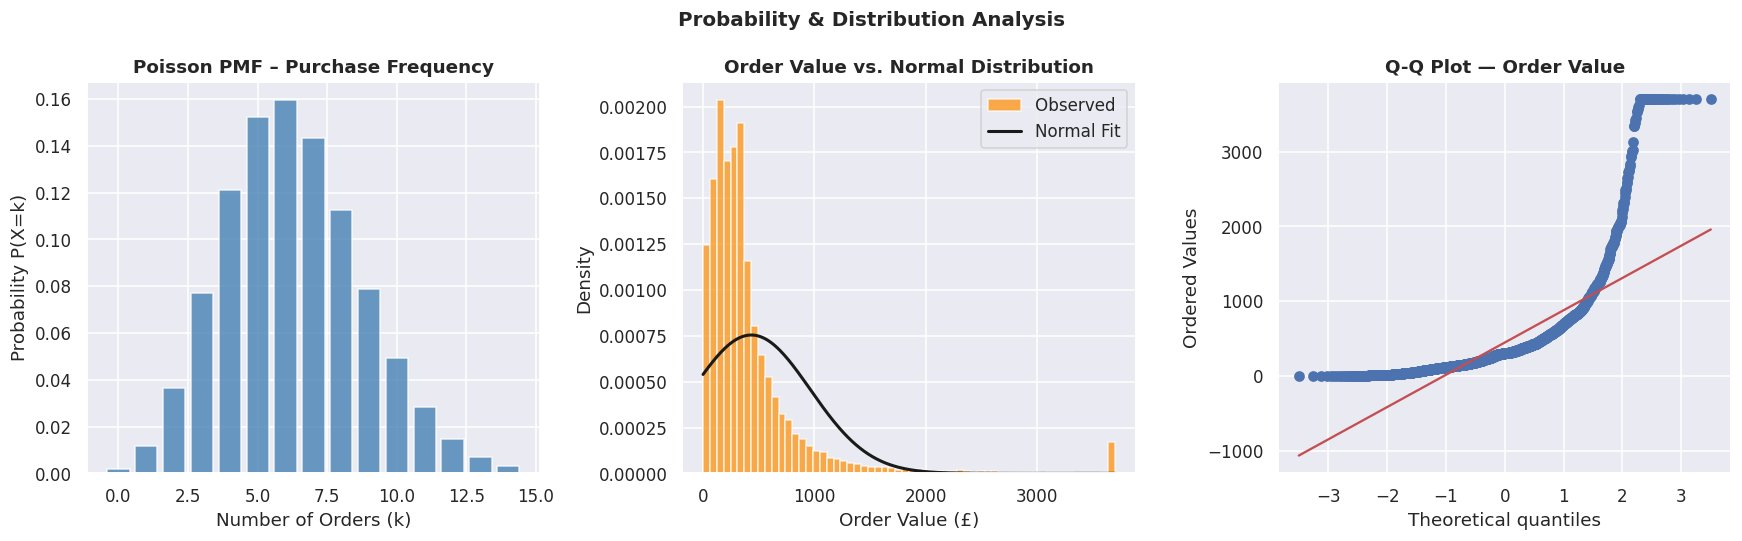 Probability & Distribution Analysis
Poisson PMF – Purchase Frequency
Probability P(X=k)
0.16
0.14
0.12
0.10
0.08
0.06
0.04
0.02
0.00
0.0 2.5 5.0 7.5 10.0 12.5 15.0
Number of Orders (k)
Order Value vs. Normal Distribution
Observed
Normal Fit
Density
0.00200
0.00175
0.00150
0.00125
0.00100
0.00075
0.00050
0.00025
0.00000
0 1000 2000 3000
Order Value (£)
Q-Q Plot — Order Value
Ordered Values
3000
2000
1000
0
−1000
−3 −2 −1 0 1 2 3
Theoretical quantiles